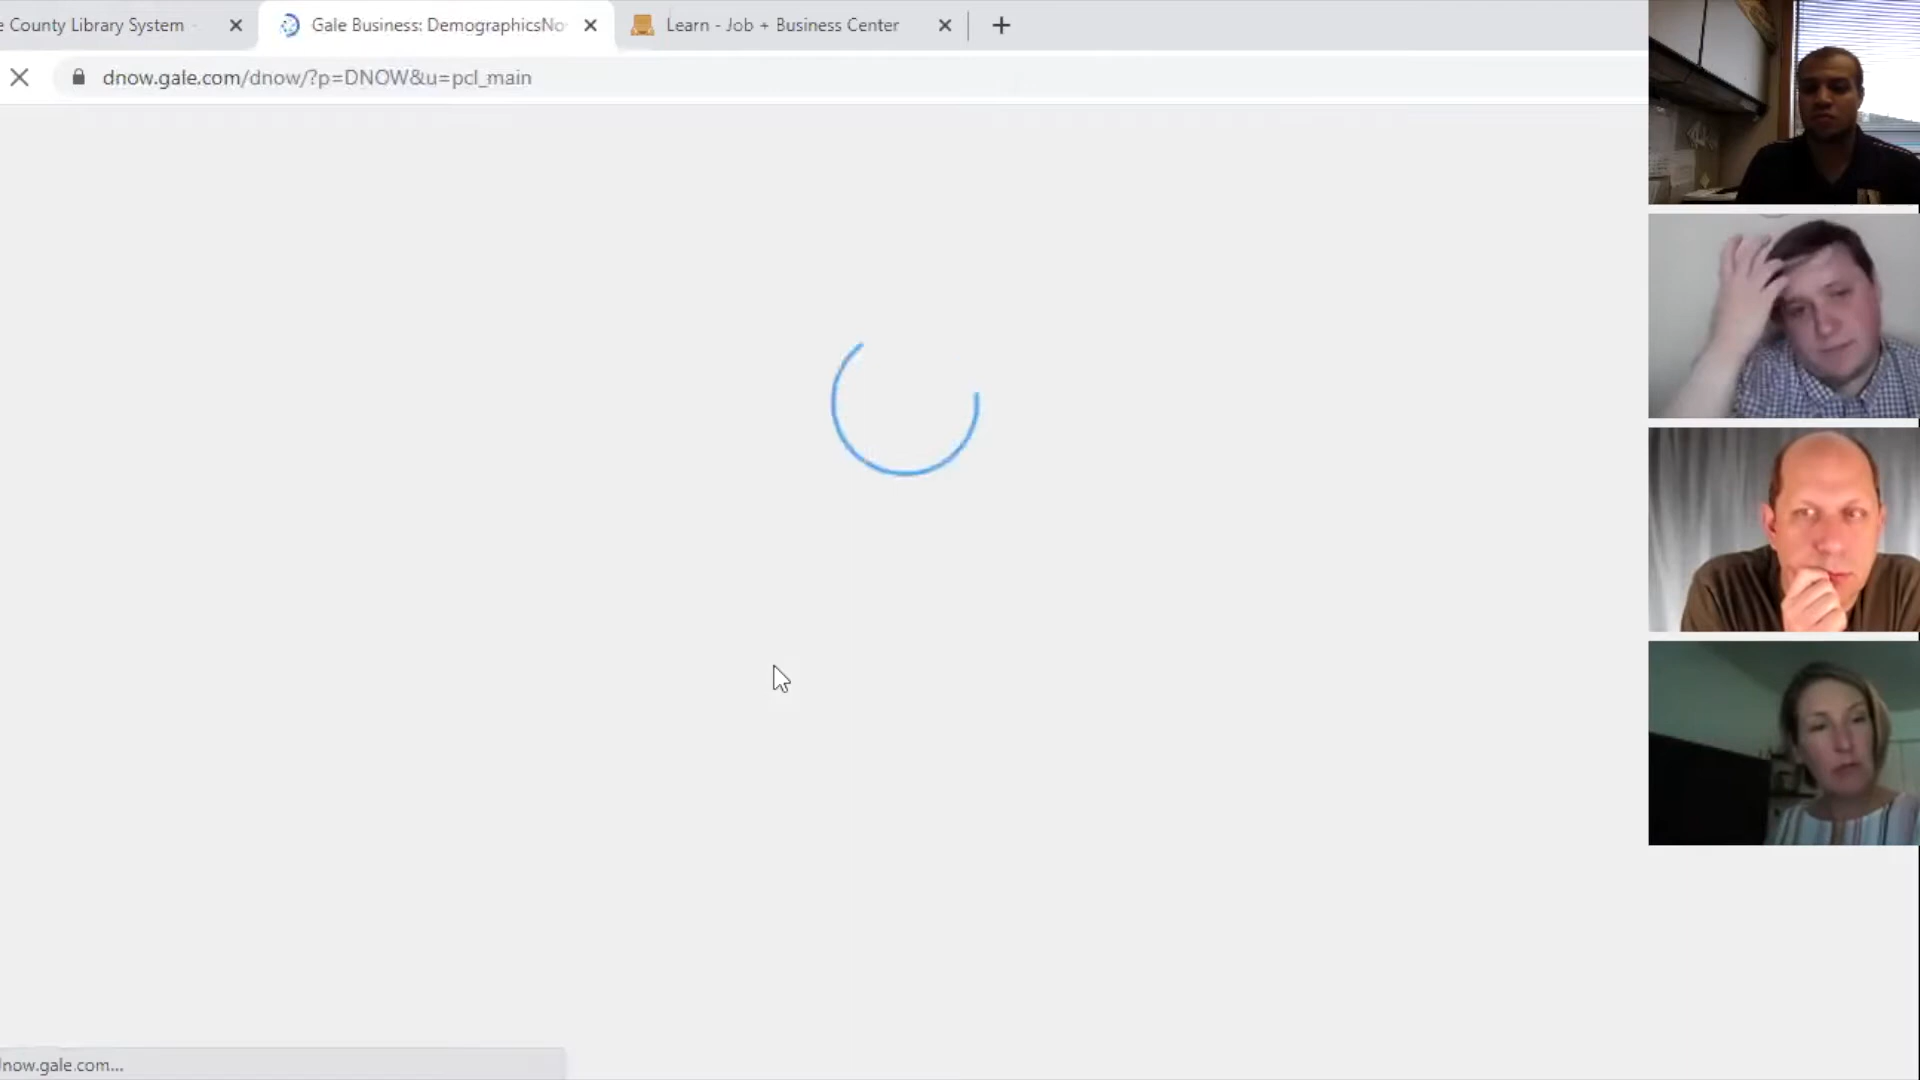 e County Library System
Gale Business: DemographicsNo
Learn - Job + Business Center
dnow.gale.com/dnow/?p=DNOW&u=pcl_main
now.gale.com...